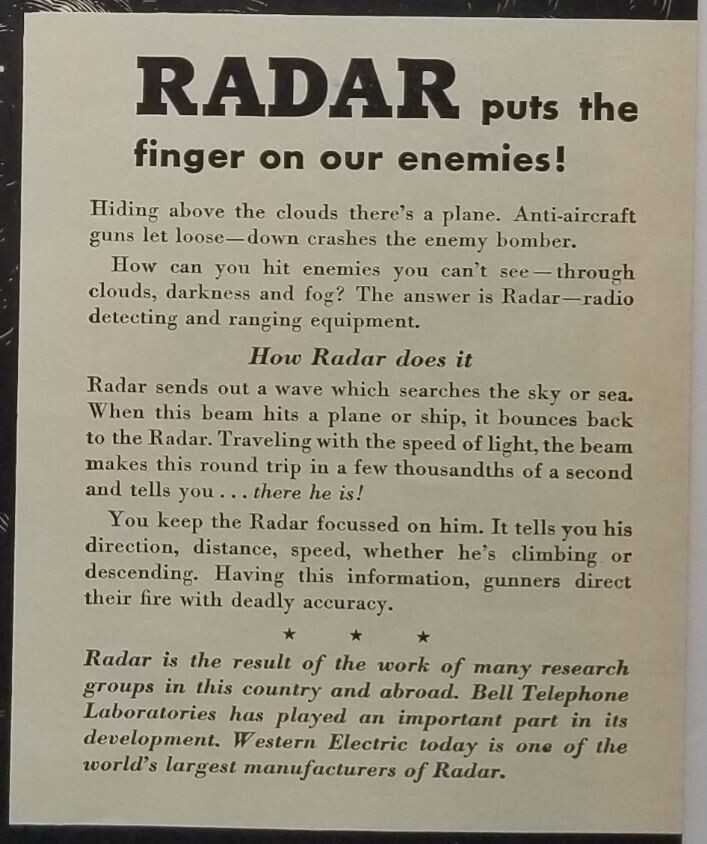 RADAR puts the
finger on our enemies!
Hiding above the clouds there's a plane. Anti-aircraft
guns let loose—down crashes the enemy bomber.
How can you hit enemies you can't see—through
clouds, darkness and fog? The answer is Radar—radio
detecting and ranging equipment.
How Radar does it
Radar sends out a wave which searches the sky or sea.
When this beam hits a plane or ship, it bounces back
to the Radar. Traveling with the speed of light, the beam
makes this round trip in a few thousandths of a second
and tells you . . . there he is!
You keep the Radar focussed on him. It tells you his
direction, distance, speed, whether he's climbing or
descending. Having this information, gunners direct
their fire with deadly accuracy.
★ ★ ★
Radar is the result of the work of many research
groups in this country and abroad. Bell Telephone
Laboratories has played an important part in its
development. Western Electric today is one of the
world's largest manufacturers of Radar.